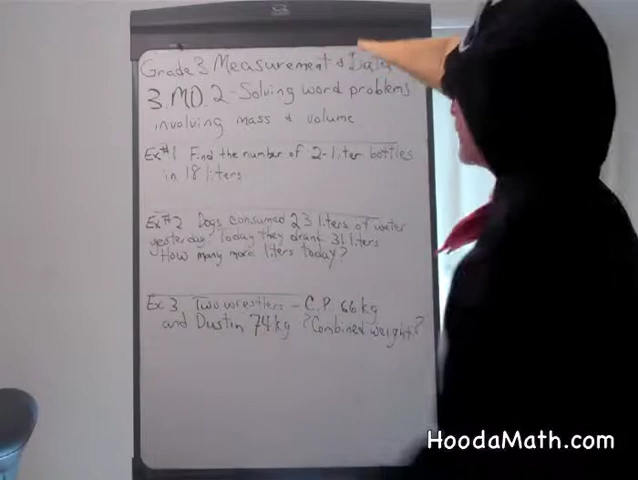 Grade 3 Measurement & Data
3.MD.2 - Solving word problems
involving mass & volume
Ex#1 Find the number of 2-liter bottles
in 18 liters
Ex#2 Dogs consumed 23 liters of water
yesterday. Today they drank 31 liters
How many more liters today?
Ex 3 Two wrestlers - C.P. 66 kg
and Dustin 74 kg ?Combined weight?
HoodaMath.com